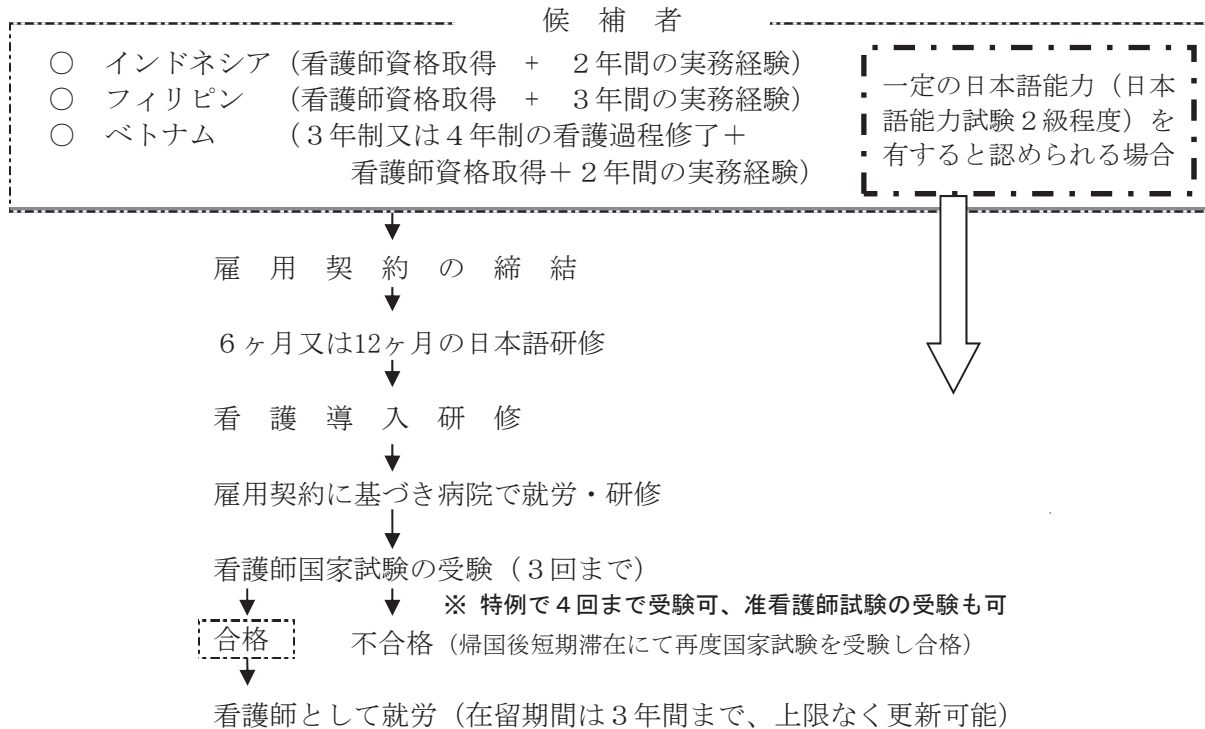 候　補　者
○　インドネシア（看護師資格取得　+　２年間の実務経験）
○　フィリピン　（看護師資格取得　+　３年間の実務経験）
○　ベトナム　　（３年制又は４年制の看護過程修了＋
看護師資格取得＋２年間の実務経験）
一定の日本語能力（日本
語能力試験２級程度）を
有すると認められる場合
雇　用　契　約　の　締　結
６ヶ月又は12ヶ月の日本語研修
看　護　導　入　研　修
雇用契約に基づき病院で就労・研修
看護師国家試験の受験（３回まで）
※ 特例で４回まで受験可、准看護師試験の受験も可
合格　　不合格（帰国後短期滞在にて再度国家試験を受験し合格）
看護師として就労（在留期間は３年間まで、上限なく更新可能）